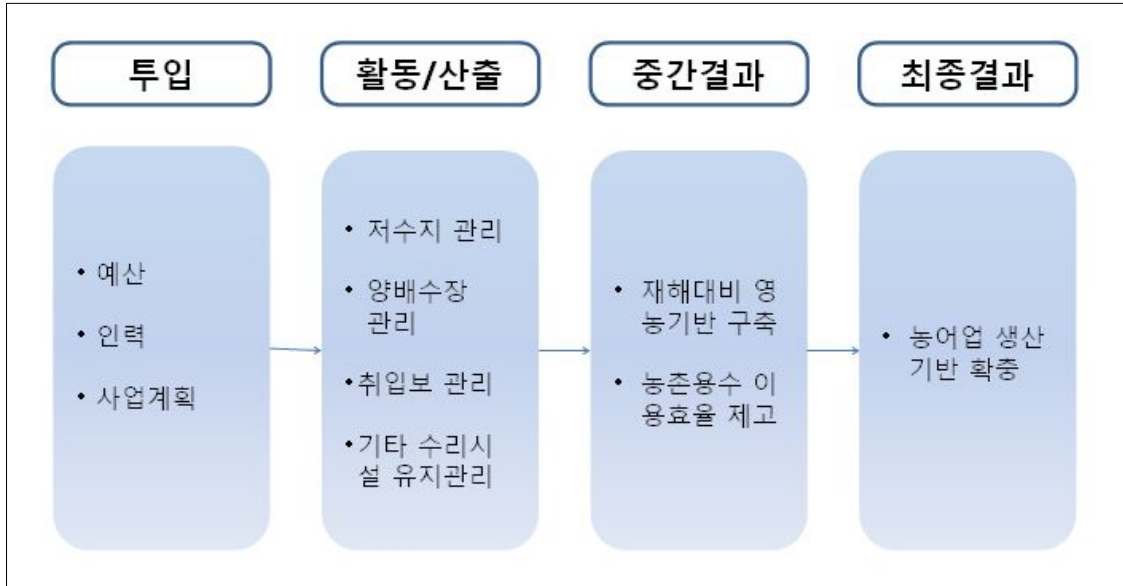 투입
활동/산출
중간결과
최종결과
• 예산
• 인력
• 사업계획
• 저수지 관리
• 양배수장
관리
• 취입보 관리
• 기타 수리시
설 유지관리
• 재해대비 영
농기반 구축
• 농촌용수 이
용효율 제고
• 농어업 생산
기반 확충